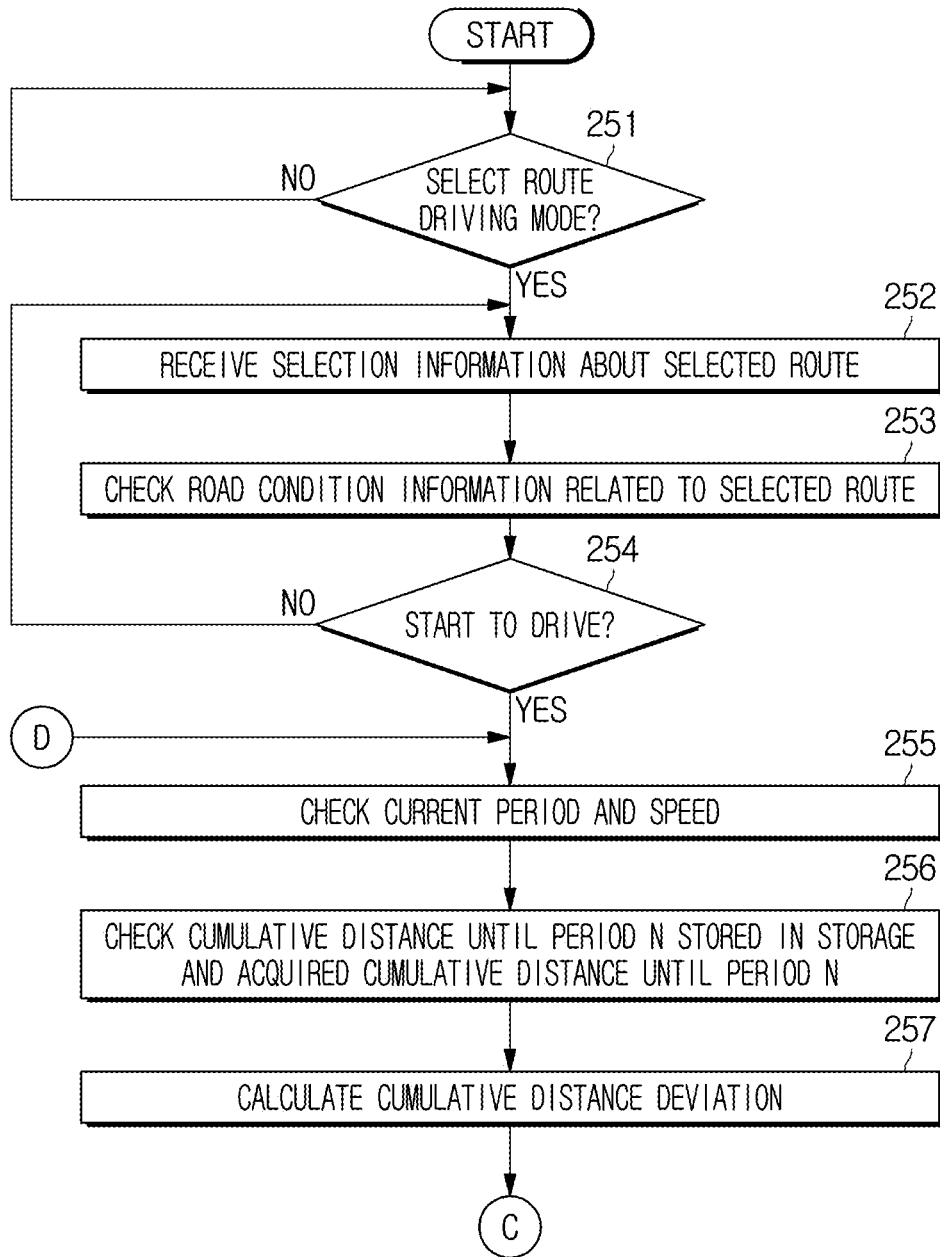 START
251
NO
SELECT ROUTE
DRIVING MODE?
YES
252
RECEIVE SELECTION INFORMATION ABOUT SELECTED ROUTE
253
CHECK ROAD CONDITION INFORMATION RELATED TO SELECTED ROUTE
254
NO
START TO DRIVE?
YES
D
255
CHECK CURRENT PERIOD AND SPEED
256
CHECK CUMULATIVE DISTANCE UNTIL PERIOD N STORED IN STORAGE
AND ACQUIRED CUMULATIVE DISTANCE UNTIL PERIOD N
257
CALCULATE CUMULATIVE DISTANCE DEVIATION
C